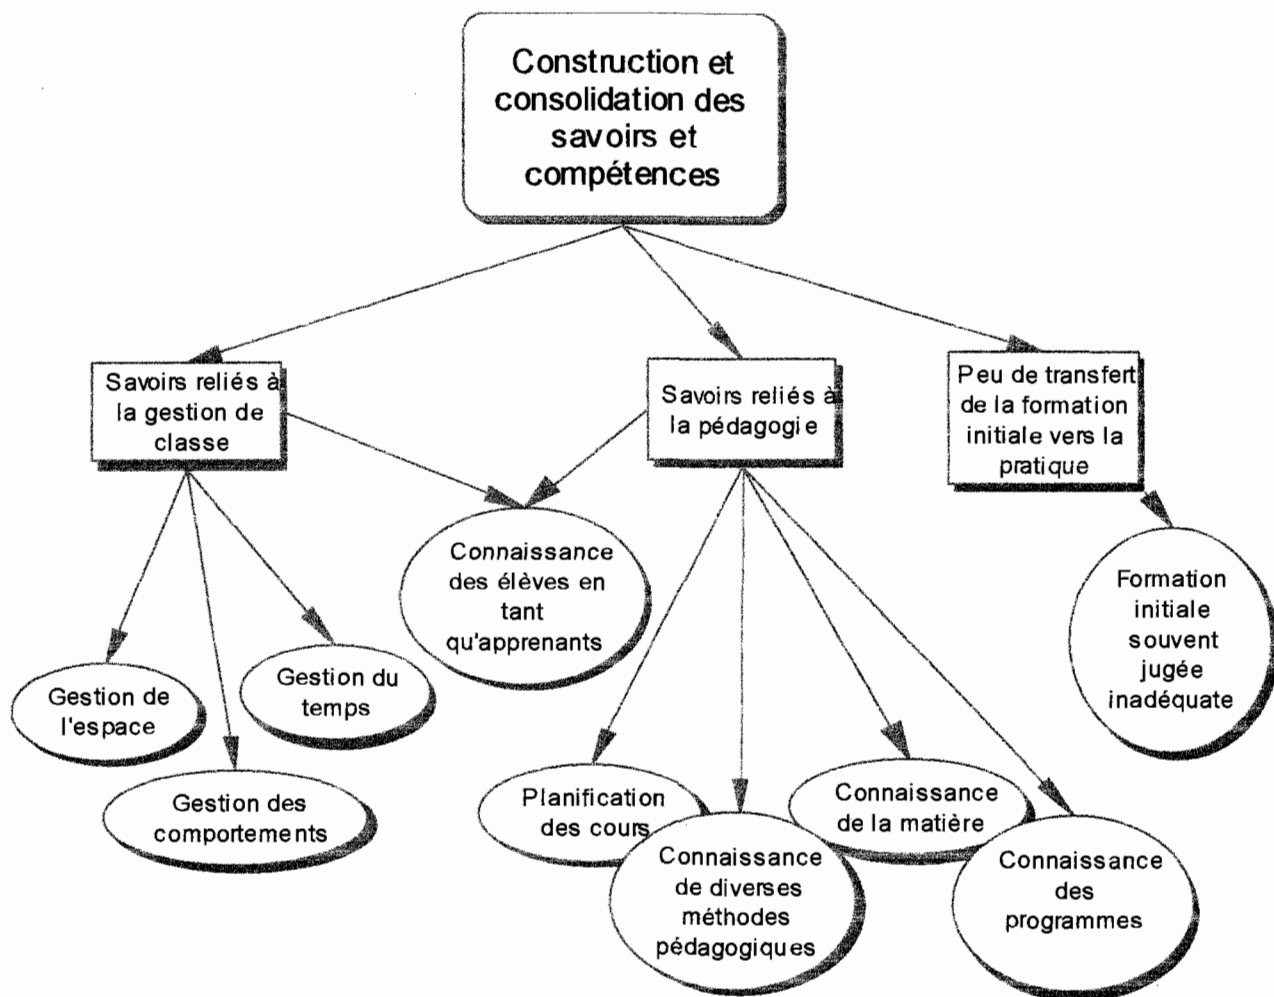 Construction et
consolidation des
savoirs et
compétences
Savoirs reliés à
la gestion de
classe
Savoirs reliés à
la pédagogie
Peu de transfert
de la formation
initiale vers la
pratique
Connaissance
des élèves en
tant
qu'apprenants
Formation
initiale
souvent
jugée
inadéquate
Gestion de
l'espace
Gestion du
temps
Gestion des
comportements
Planification
des cours
Connaissance
de diverses
méthodes
pédagogiques
Connaissance
de la matière
Connaissance
des
programmes